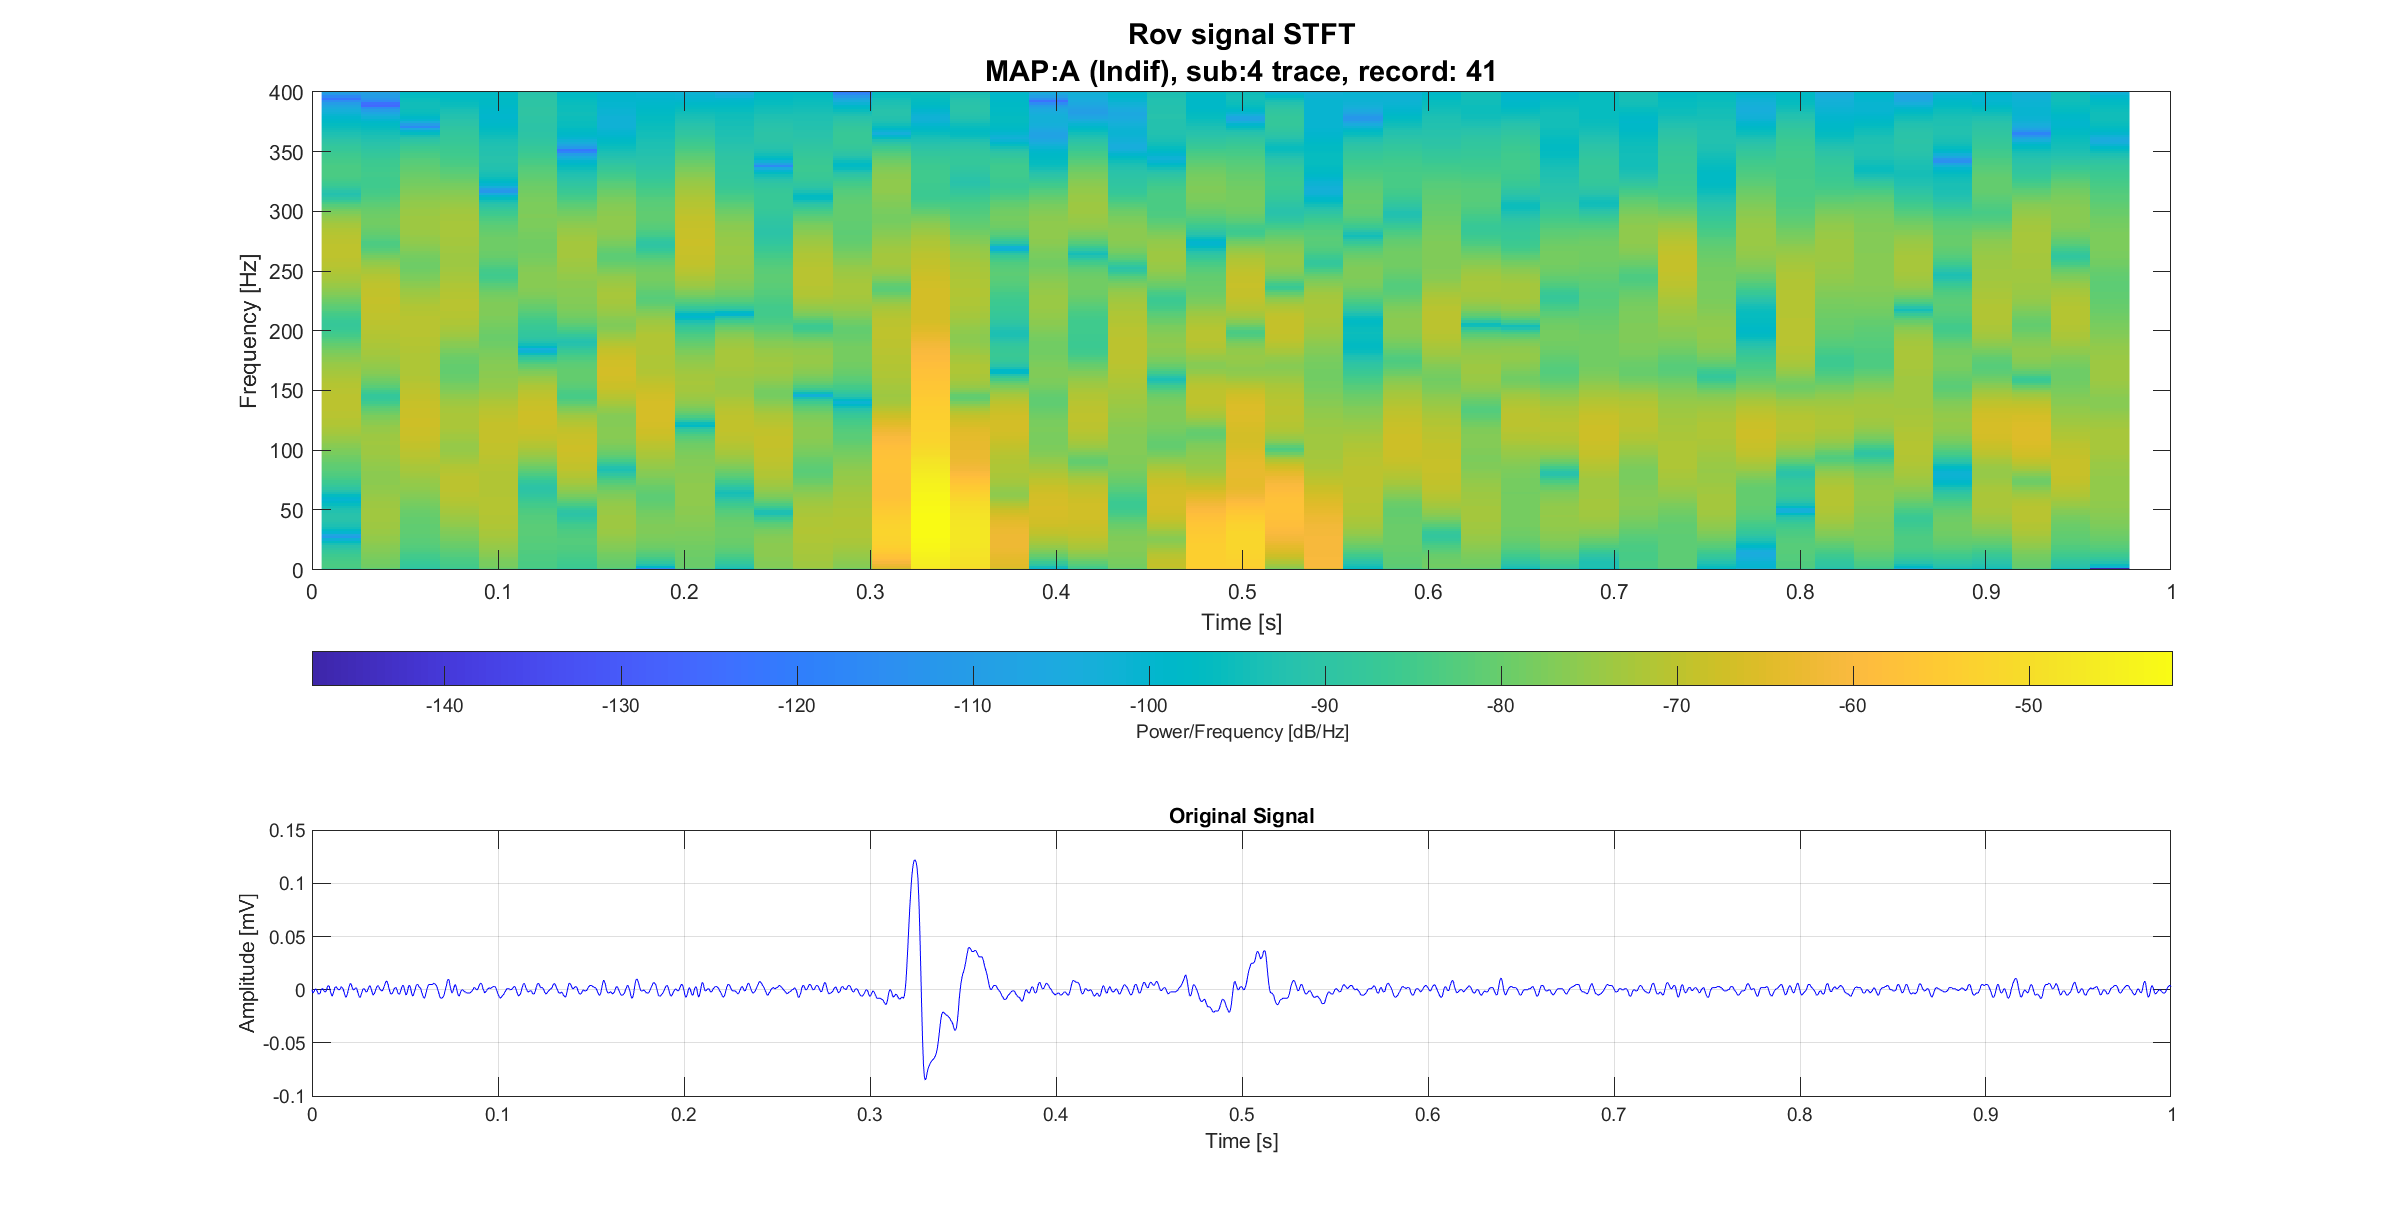 Rov signal STFT
MAP:A (Indif), sub:4 trace, record: 41
400
350
300
250
200
150
100
50
0
Frequency [Hz]
0 0.1 0.2 0.3 0.4 0.5 0.6 0.7 0.8 0.9 1
Time [s]
-140 -130 -120 -110 -100 -90 -80 -70 -60 -50
Power/Frequency [dB/Hz]
Original Signal
0.15
0.1
0.05
0
-0.05
-0.1
Amplitude [mV]
0 0.1 0.2 0.3 0.4 0.5 0.6 0.7 0.8 0.9 1
Time [s]